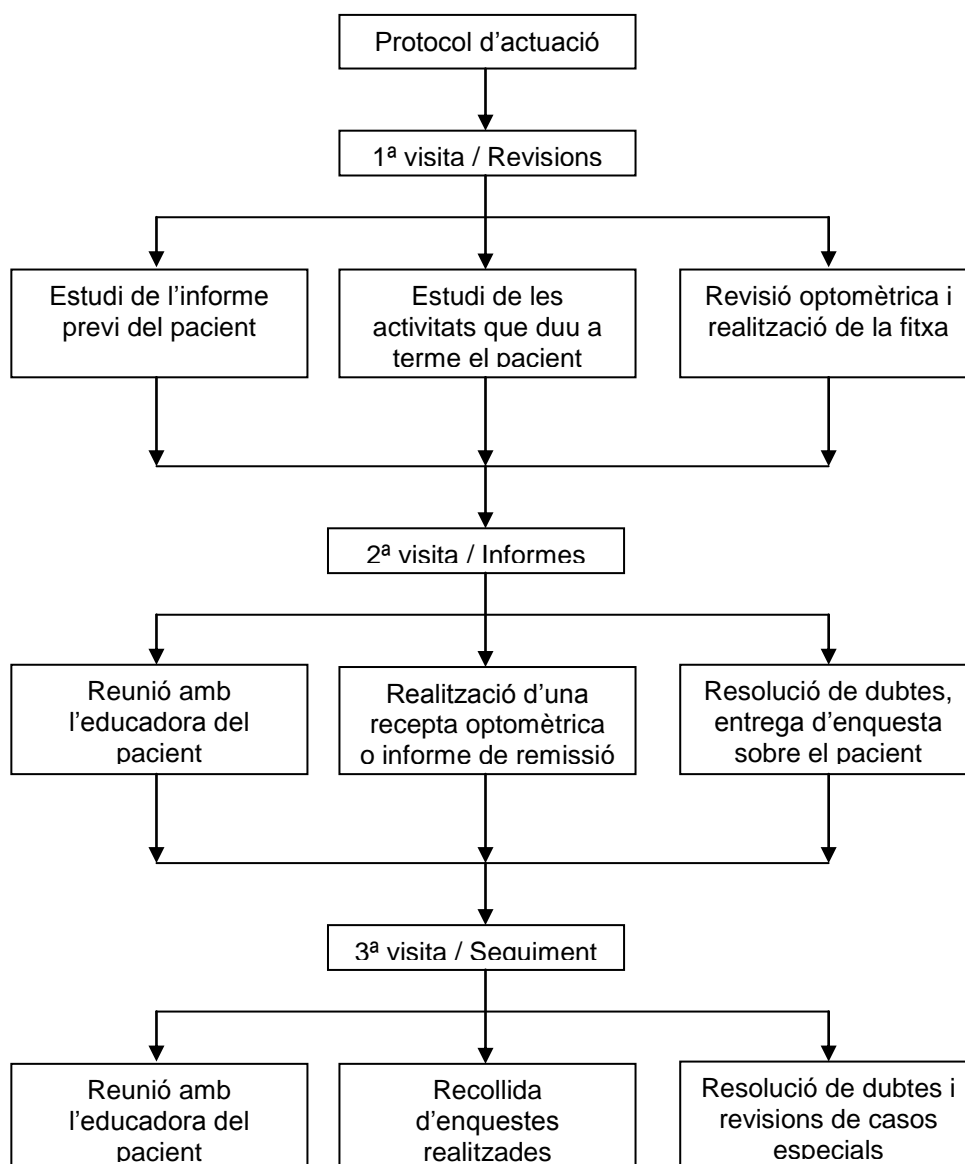 Protocol d’actuació
1ª visita / Revisions
Estudi de l’informe
previ del pacient
Estudi de les
activitats que duu a
terme el pacient
Revisió optomètrica i
realització de la fitxa
2ª visita / Informes
Reunió amb
l’educadora del
pacient
Realització d’una
recepta optomètrica
o informe de remissió
Resolució de dubtes,
entrega d’enquesta
sobre el pacient
3ª visita / Seguiment
Reunió amb
l’educadora del
pacient
Recollida
d’enquestes
realitzades
Resolució de dubtes i
revisions de casos
especials